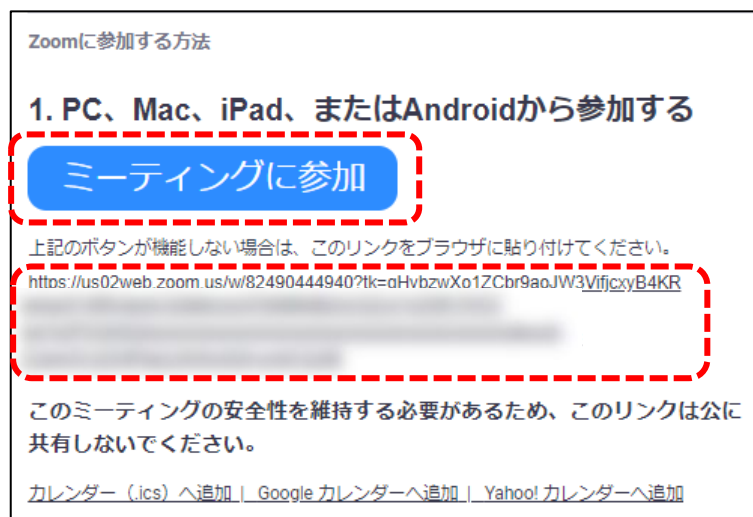 Zoomに参加する方法
1. PC、Mac、iPad、またはAndroidから参加する
ミーティングに参加
上記のボタンが機能しない場合は、このリンクをブラウザに貼り付けてください。
https://us02web.zoom.us/w/82490444940?tk=qHvbzwXo1ZCbr9aoJW3VifjcxyB4KR
このミーティングの安全性を維持する必要があるため、このリンクは公に
共有しないでください。
カレンダー（.ics）へ追加 | Google カレンダーへ追加 | Yahoo! カレンダーへ追加